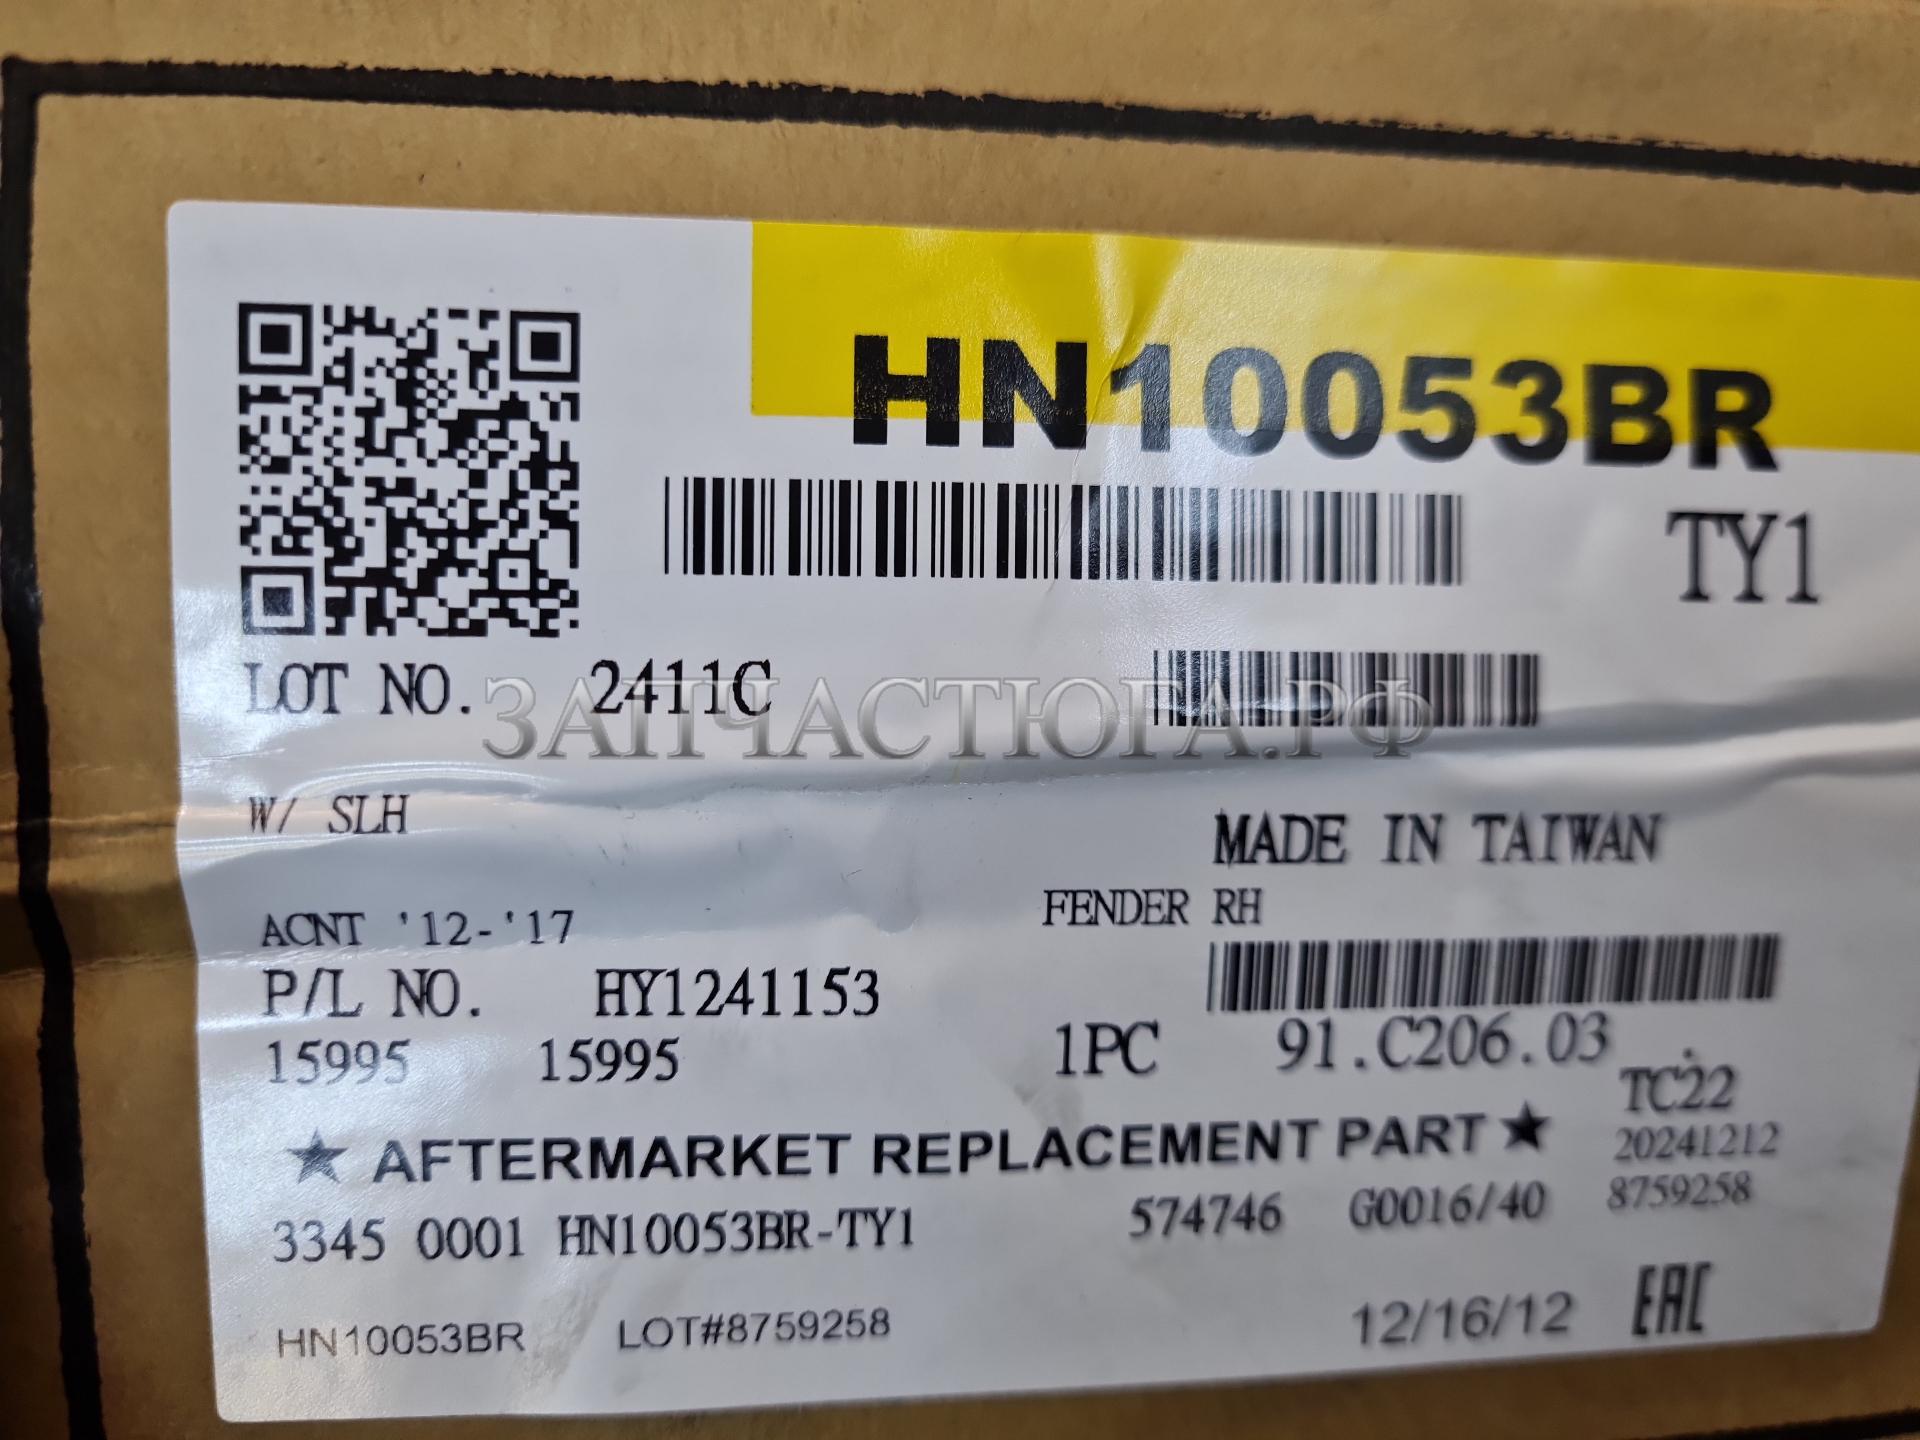 HN10053BR
TY1
LOT NO. 2411C
ЗАПЧАСТЮГА.РФ
W/ SLH
MADE IN TAIWAN
ACNT '12-'17 FENDER RH
P/L NO. HY1241153
15995 15995 1PC 91.C206.03
TC22
★ AFTERMARKET REPLACEMENT PART ★ 20241212
3345 0001 HN10053BR-TY1 574746 G0016/40 8759258
HN10053BR LOT#8759258 12/16/12 EAC